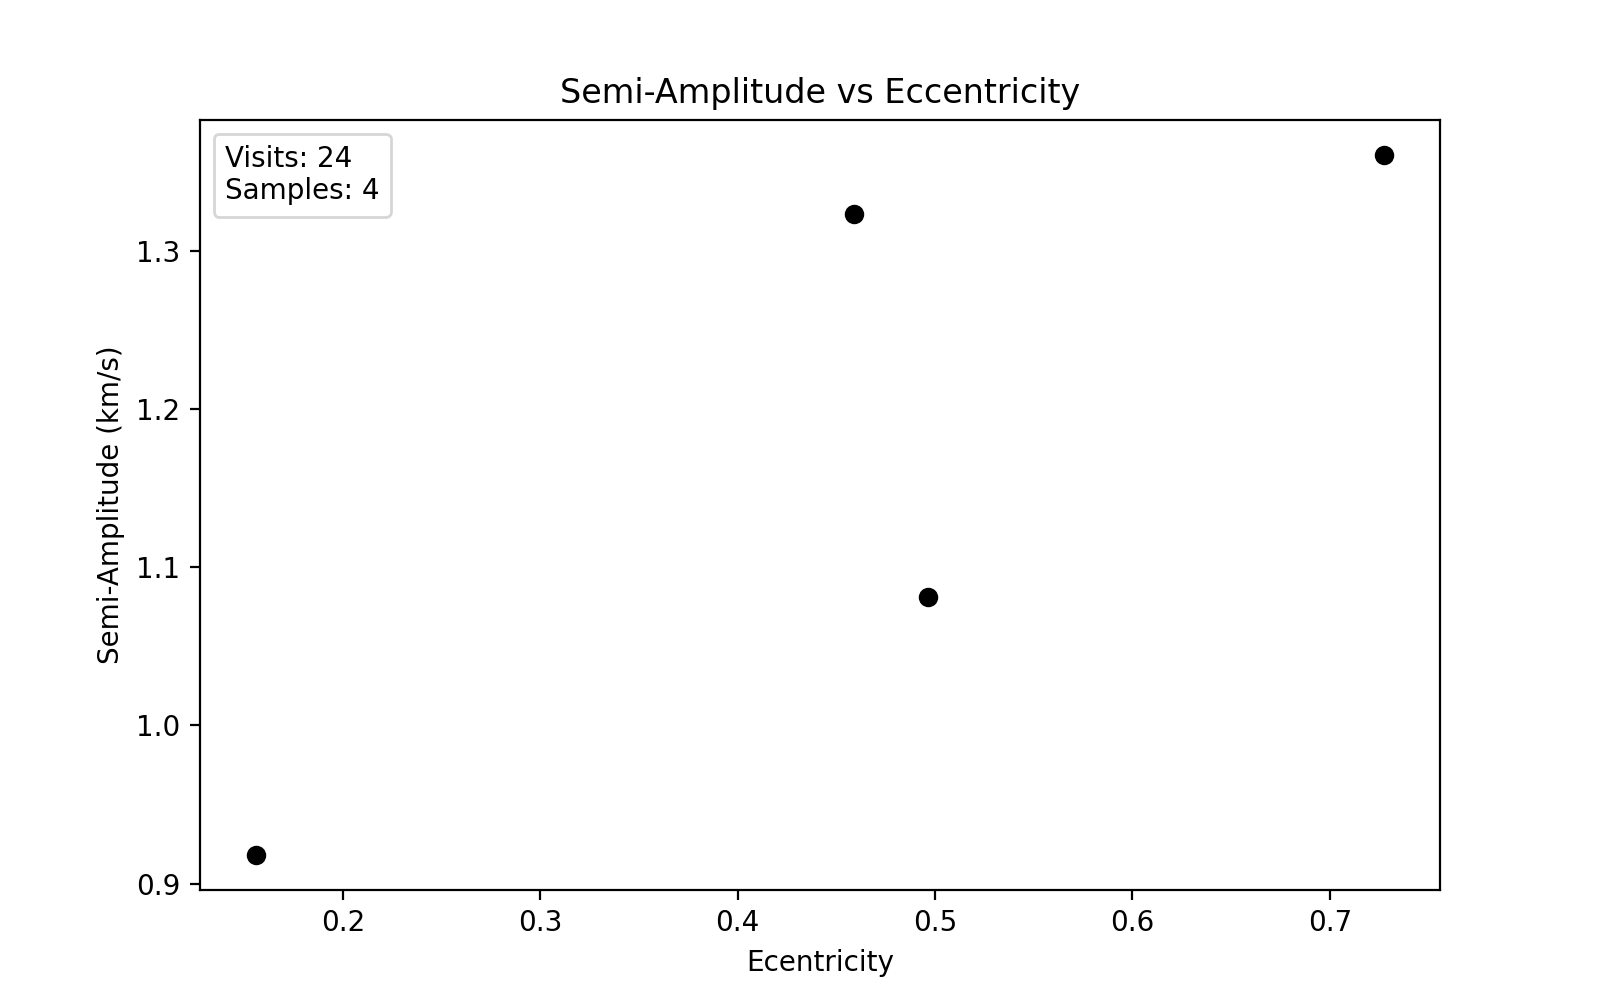 Semi-Amplitude vs Eccentricity
Visits: 24
Samples: 4
1.3
1.2
1.1
1.0
0.9
Semi-Amplitude (km/s)
0.2 0.3 0.4 0.5 0.6 0.7
Ecentricity